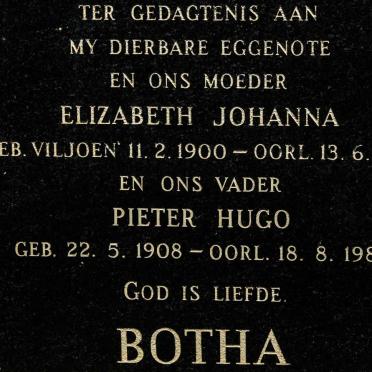 TER GEDAGTENIS AAN
MY DIERBARE EGGENOTE
EN ONS MOEDER
ELIZABETH JOHANNA
EB. VILJOEN 11. 2. 1900 – OORL. 13. 6.
EN ONS VADER
PIETER HUGO
GEB. 22. 5. 1908 – OORL. 18. 8. 198
GOD IS LIEFDE.
BOTHA